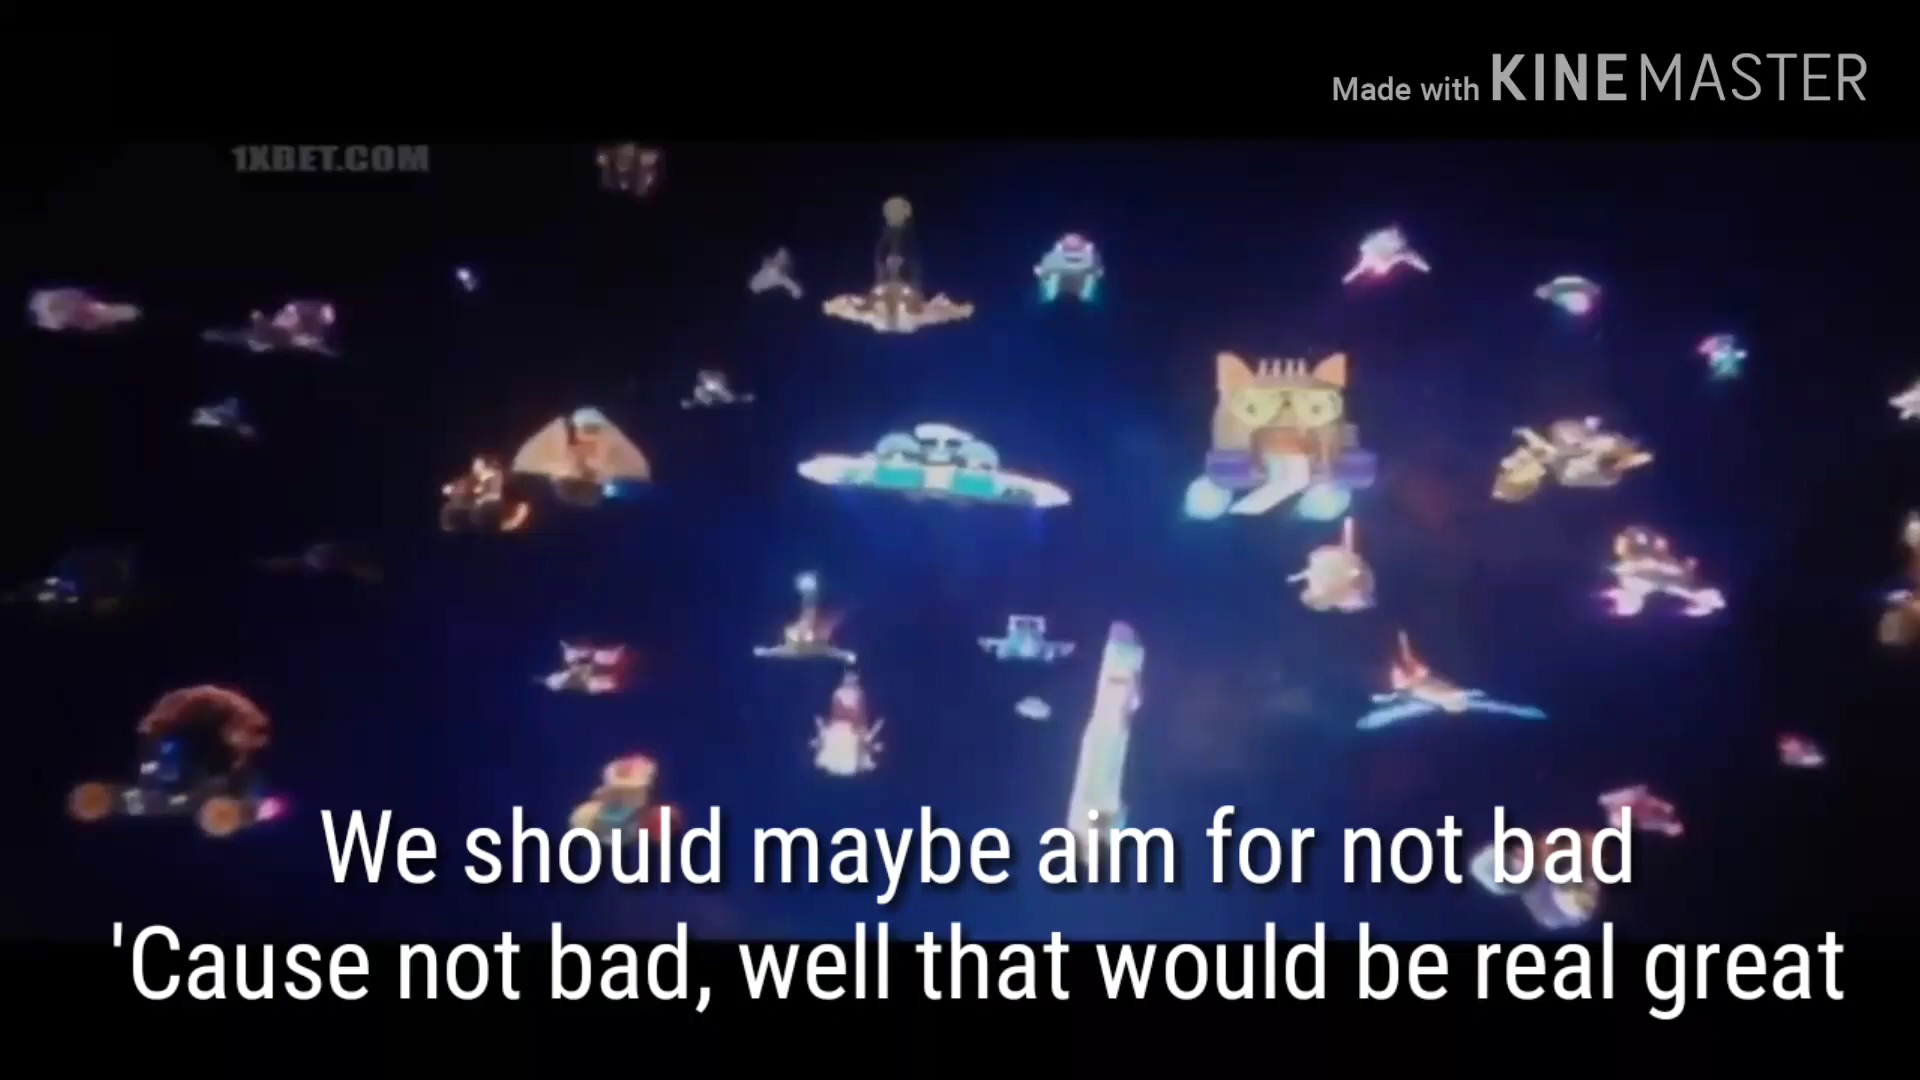 Made with KINEMASTER
1XBET.COM
We should maybe aim for not bad
'Cause not bad, well that would be real great